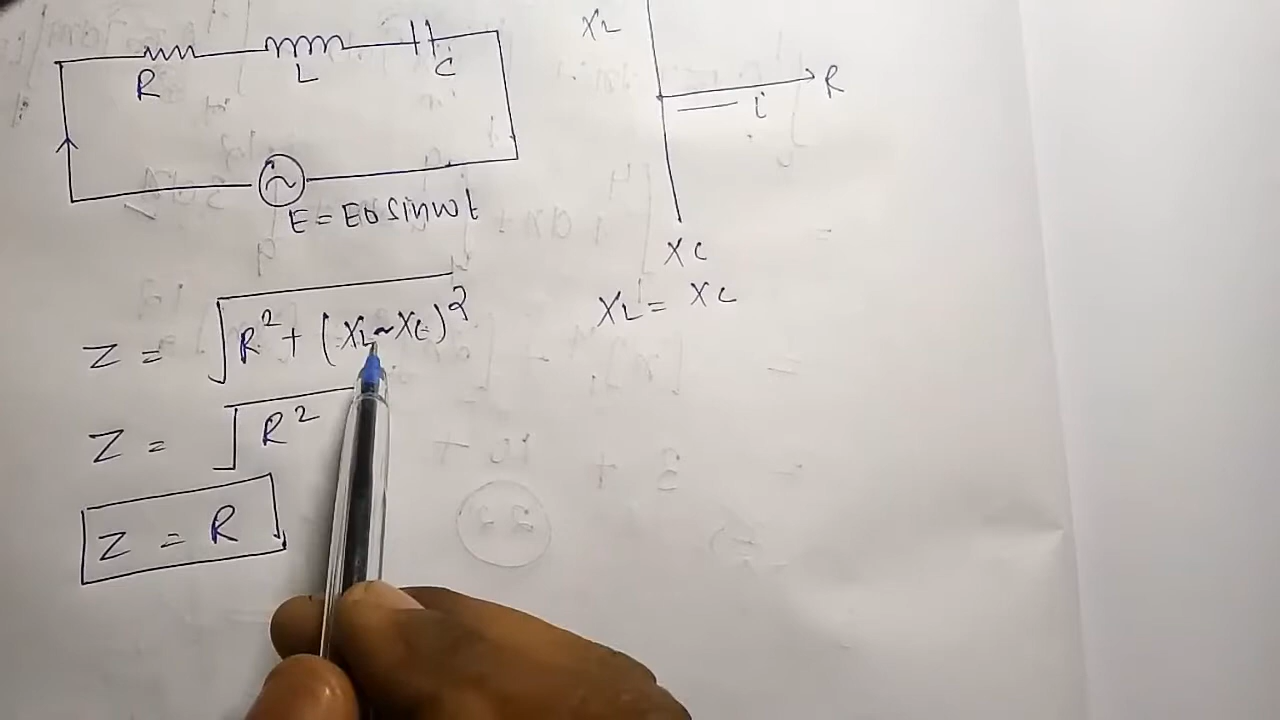 R L C
E = E0 sinwt
Z = √R² + (XL ~ XC)²
Z = √R²
Z = R
XL
R
i
XC
XL = XC